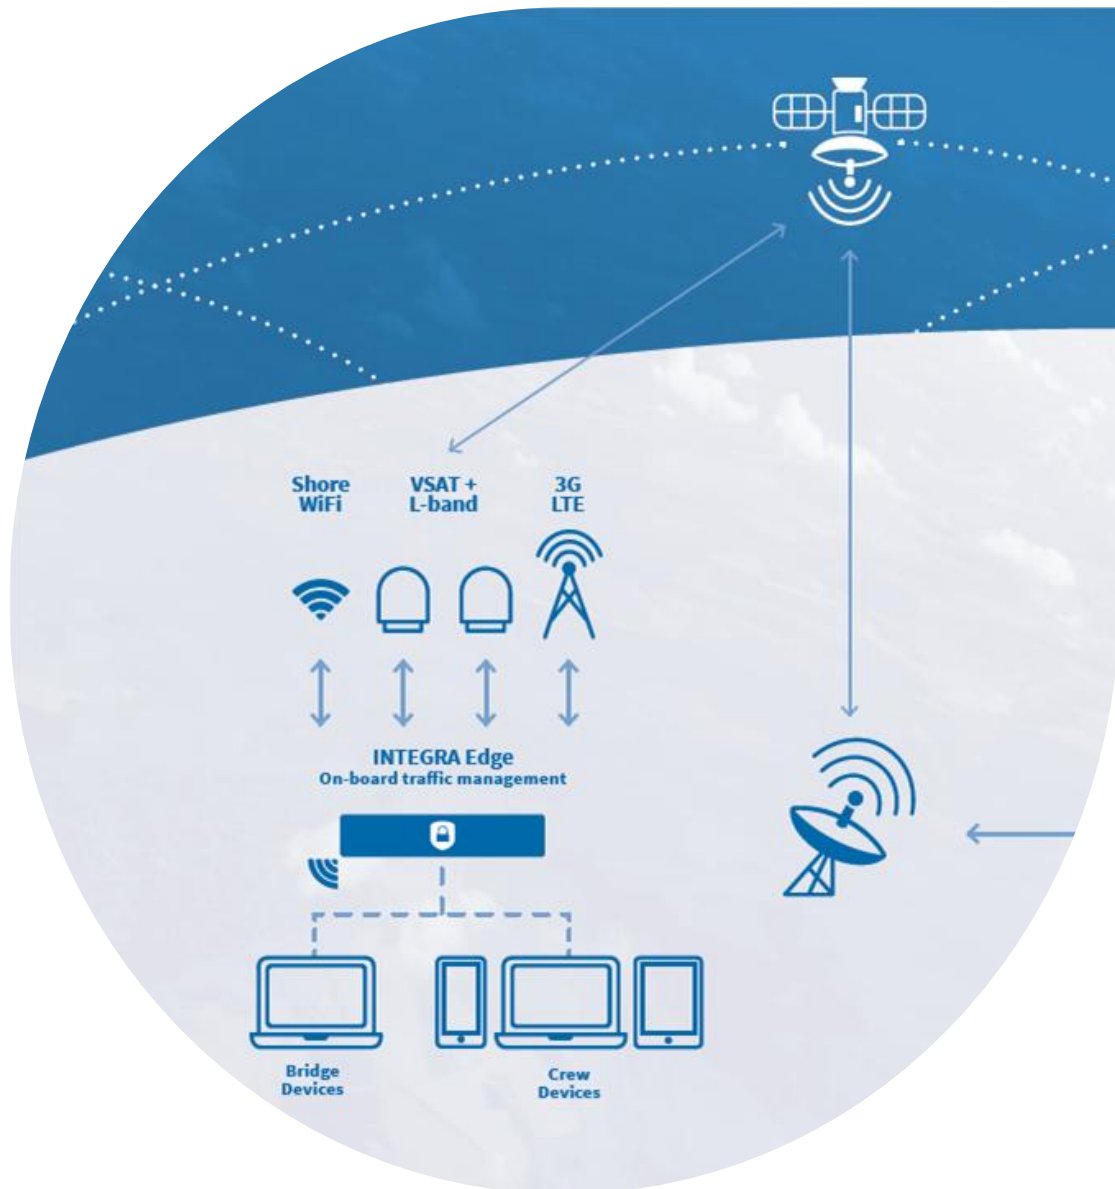 Shore
WiFi
VSAT +
L-band
3G
LTE
INTEGRA Edge
On-board traffic management
Bridge
Devices
Crew
Devices